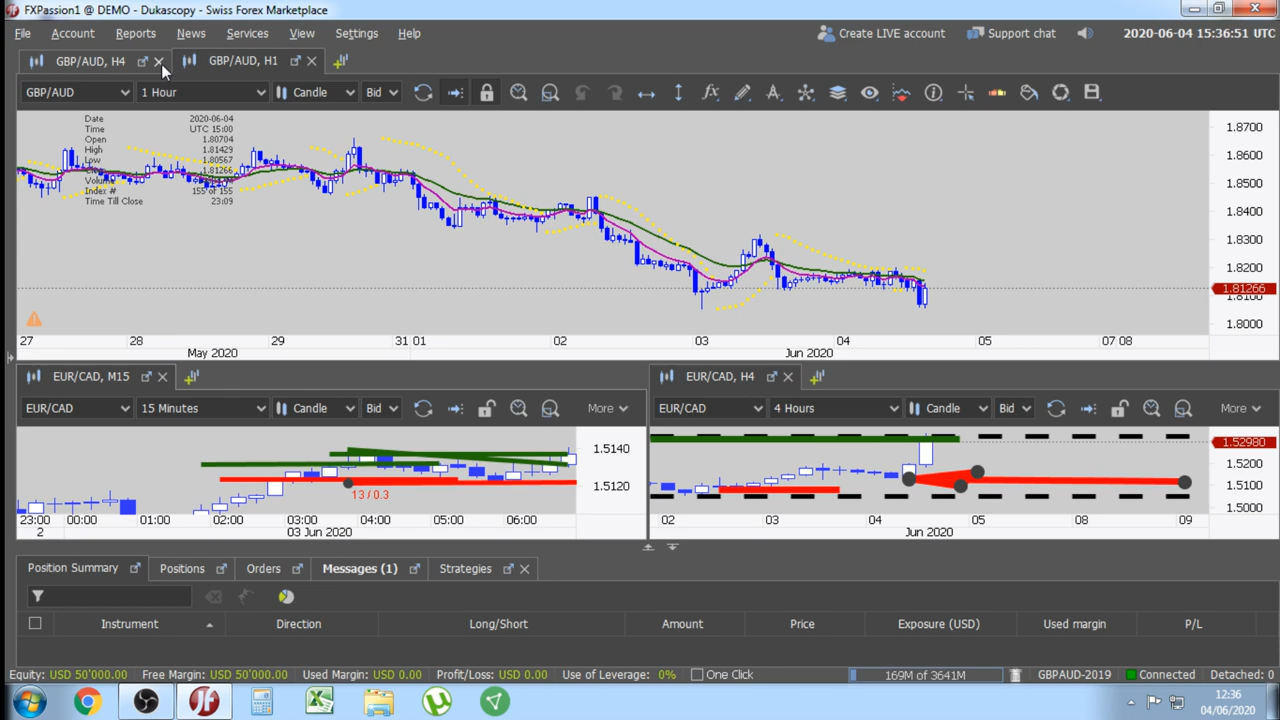 FXPassion1 @ DEMO - Dukascopy - Swiss Forex Marketplace
File Account Reports News Services View Settings Help Create LIVE account Support chat 2020-06-04 15:36:51 UTC
GBP/AUD, H4 GBP/AUD, H1
GBP/AUD 1 Hour Candle Bid
Date 2020-06-04
Time UTC 15:00
Open 1.80704
High 1.81429
Low 1.80567
1.81266
Volume
Index # 155 of 155
Time Till Close 23:09
1.8700
1.8600
1.8500
1.8400
1.8300
1.8200
1.81266
1.8100
1.8000
27 28 29 31 01 02 03 04 05 07 08
May 2020 Jun 2020
EUR/CAD, M15
EUR/CAD 15 Minutes Candle Bid More
1.5140
1.5120
13 / 0.3
23:00 00:00 01:00 02:00 03:00 04:00 05:00 06:00
2 03 Jun 2020
EUR/CAD, H4
EUR/CAD 4 Hours Candle Bid More
1.52980
1.5200
1.5100
1.5000
02 03 04 05 08 09
Jun 2020
Position Summary Positions Orders Messages (1) Strategies
Instrument Direction Long/Short Amount Price Exposure (USD) Used margin P/L
Equity: USD 50'000.00 Free Margin: USD 50'000.00 Used Margin: USD 0.00 Profit/Loss: USD 0.00 Use of Leverage: 0% One Click 169M of 3641M GBPAUD-2019 Connected Detached: 0
12:36
04/06/2020